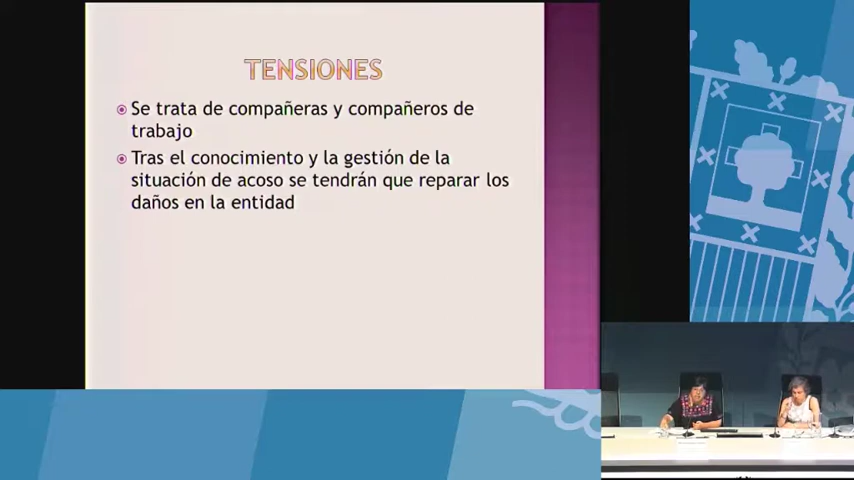 TENSIONES
Se trata de compañeras y compañeros de
trabajo
Tras el conocimiento y la gestión de la
situación de acoso se tendrán que reparar los
daños en la entidad